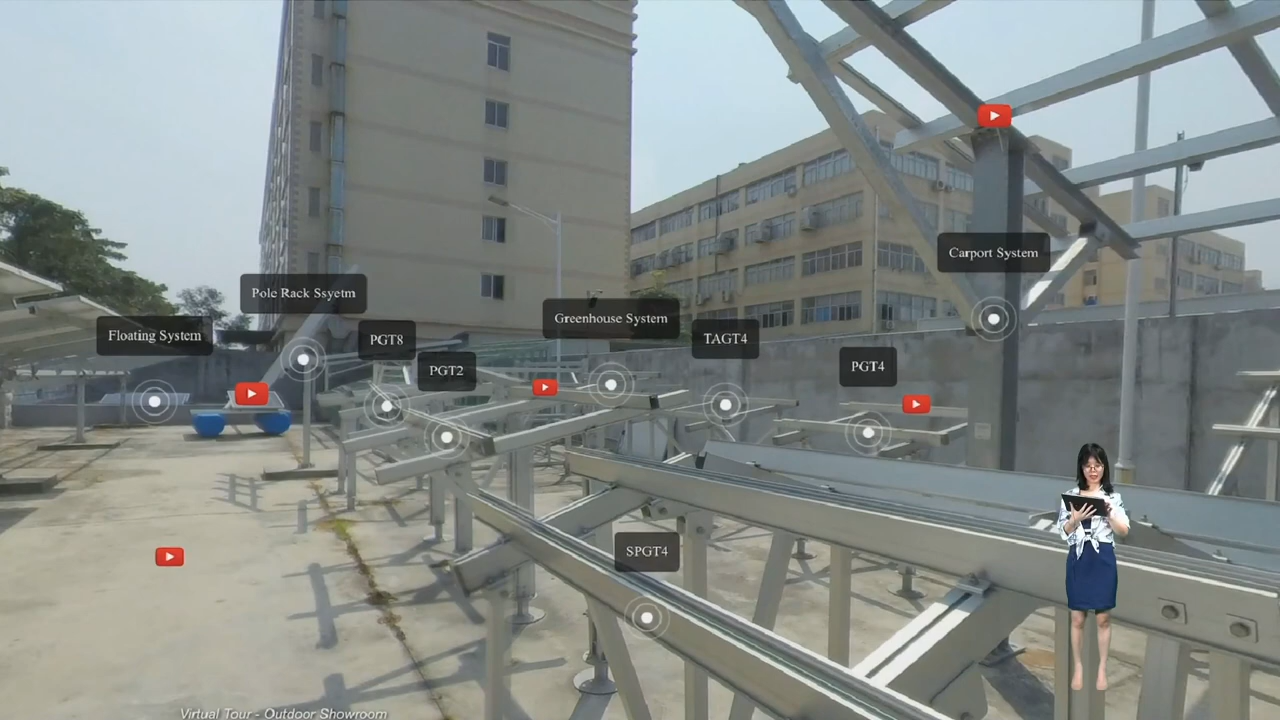 Carport System
Pole Rack Ssyetm
Greenhouse System
Floating System
PGT8
TAGT4
PGT2
PGT4
SPGT4
Virtual Tour - Outdoor Showroom